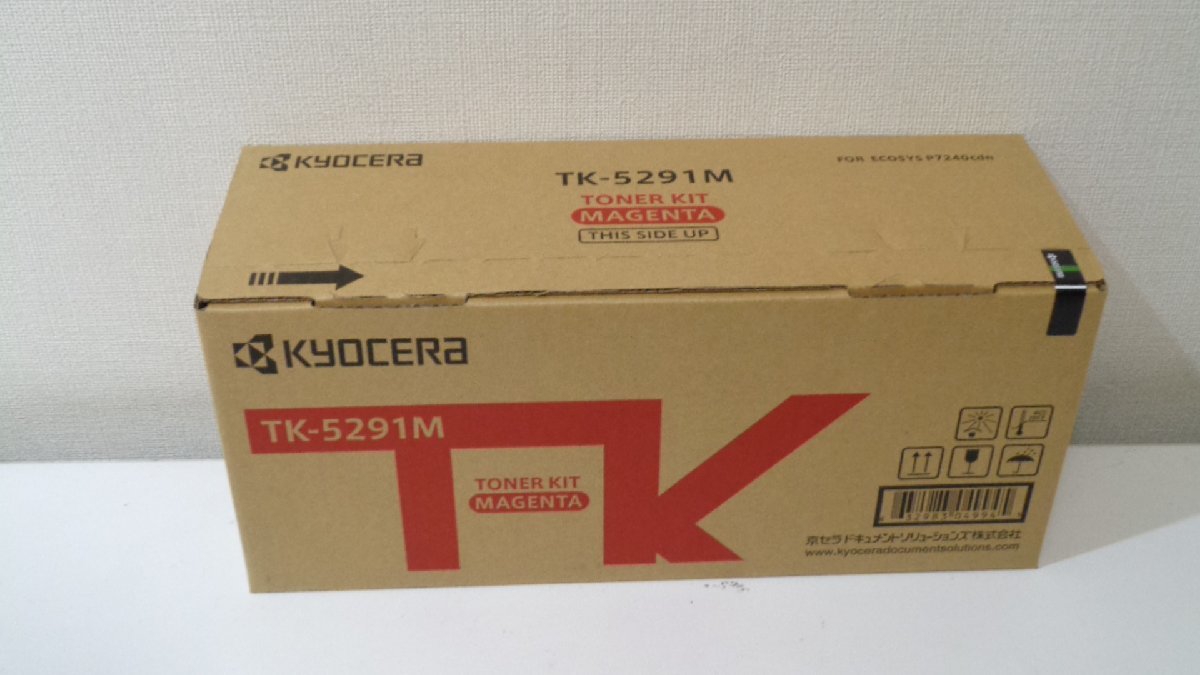 KYOCERA
TK-5291M
FOR ECOSYS P7240cdn
TONER KIT
MAGENTA
THIS SIDE UP
KYOCERA
TK-5291M
TK
TONER KIT
MAGENTA
京セラドキュメントソリューションズ株式会社
www.kyoceradocumentsolutions.com